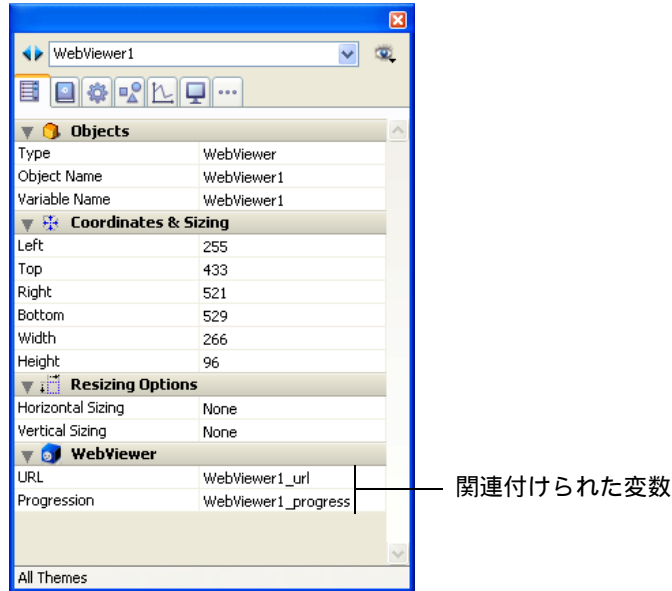 WebViewer1
Objects
Type WebViewer
Object Name WebViewer1
Variable Name WebViewer1
Coordinates & Sizing
Left 255
Top 433
Right 521
Bottom 529
Width 266
Height 96
Resizing Options
Horizontal Sizing None
Vertical Sizing None
WebViewer
URL WebViewer1_url
Progression WebViewer1_progress
関連付けられた変数
All Themes